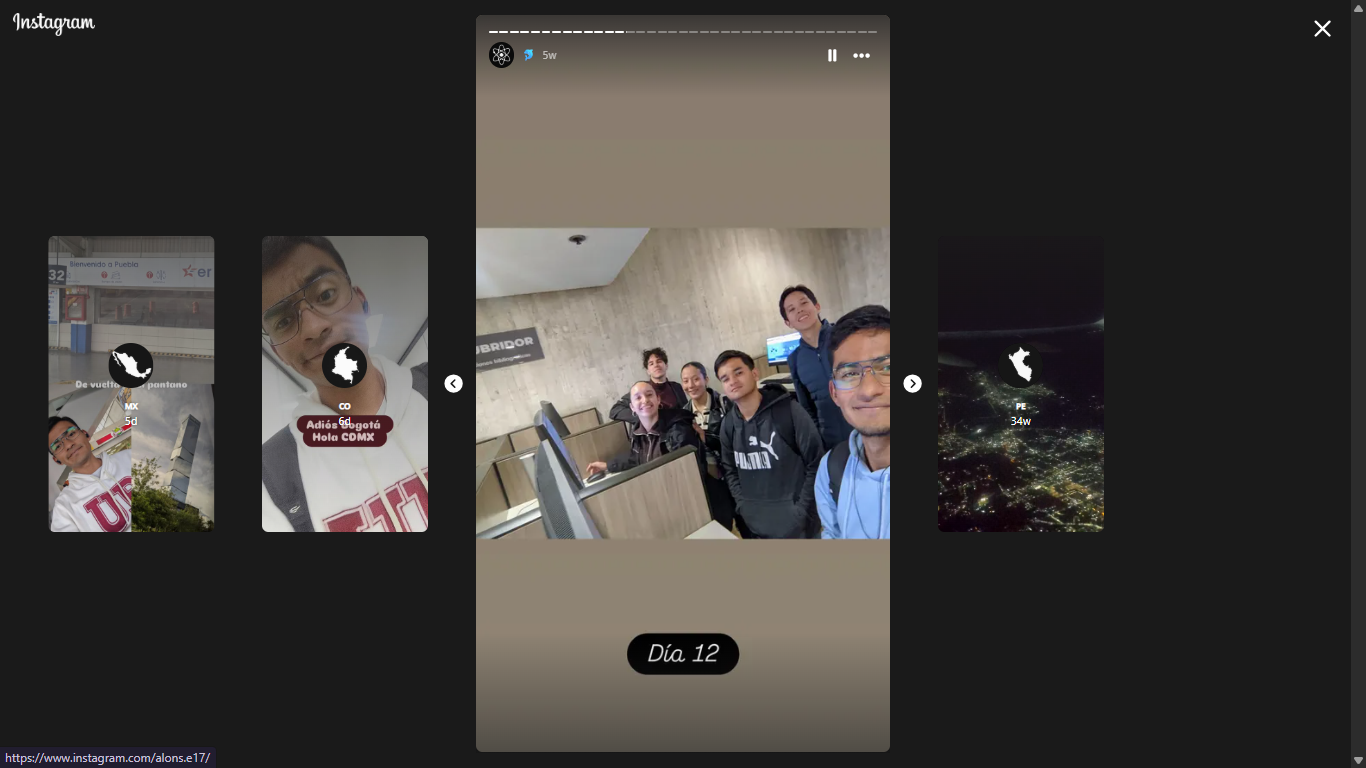 Instagram
5w
32
Bienvenido a Puebla
er
De vuelta pantano
MX
5d
CO
6d
Adiós Bogotá
Hola CDMX
UBRIDOR
PUMA
Día 12
PE
34w
https://www.instagram.com/alons.e17/